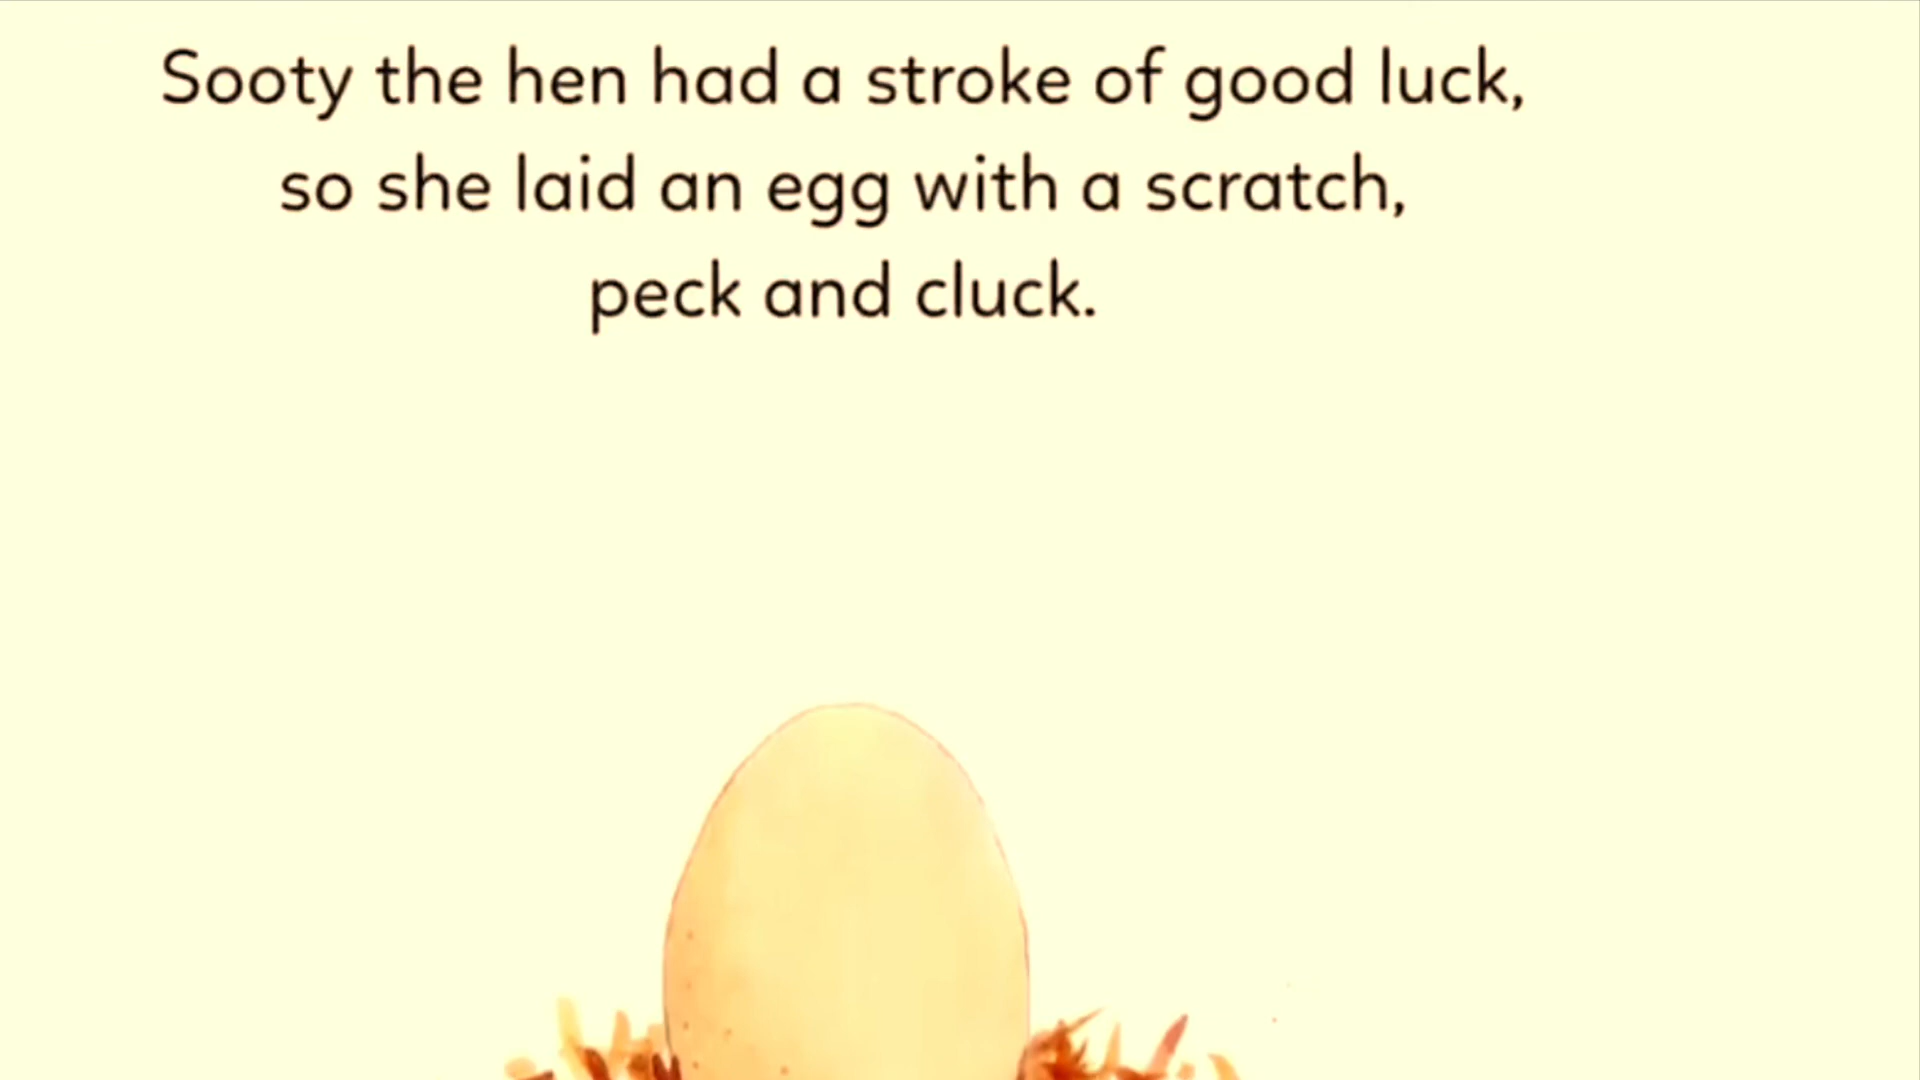 Sooty the hen had a stroke of good luck,
so she laid an egg with a scratch,
peck and cluck.